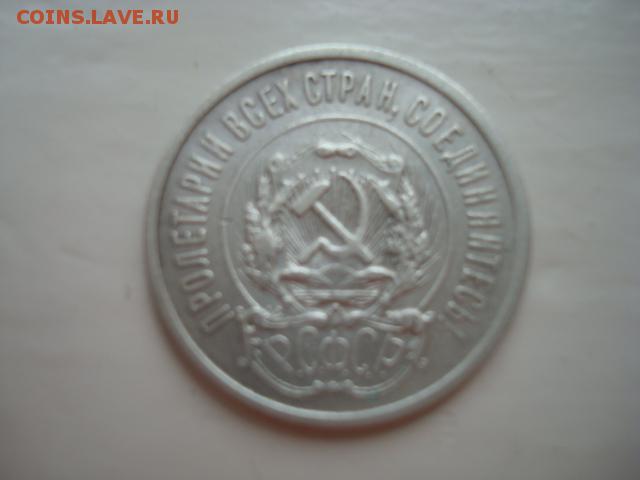 COINS.LAVE.RU
ПРОЛЕТАРИИ ВСЕХ СТРАН, СОЕДИНЯЙТЕСЬ!
Р.С.Ф.С.Р.